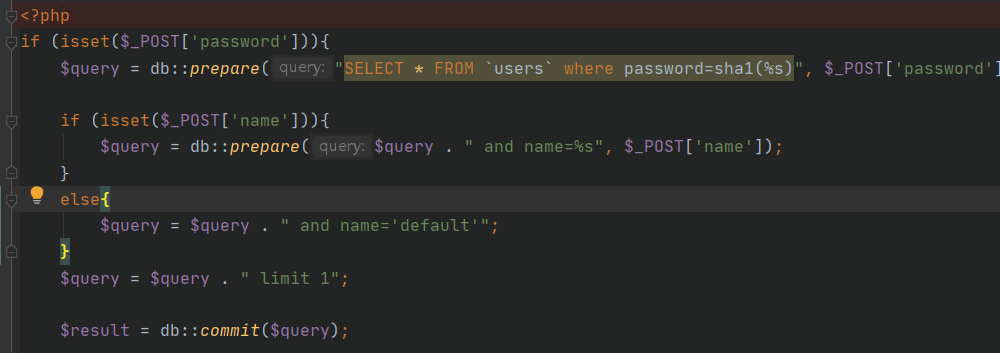 <?php
if (isset($_POST['password'])){
$query = db::prepare( query: "SELECT * FROM `users` where password=sha1(%s)", $_POST['password']
if (isset($_POST['name'])){
$query = db::prepare( query: $query . " and name=%s", $_POST['name']);
}
else{
$query = $query . " and name='default'";
}
$query = $query . " limit 1";
$result = db::commit($query);